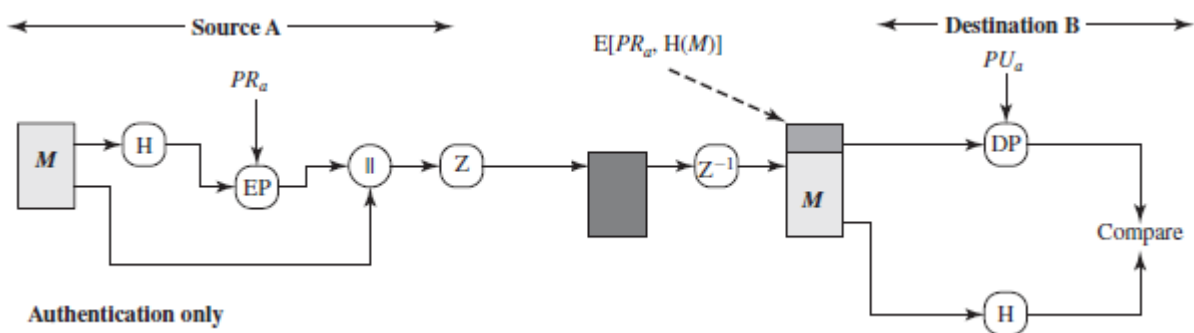 Source A
Destination B
E[PRa, H(M)]
PUa
PRa
M
H
EP
||
Z
Z−1
M
DP
Compare
H
Authentication only